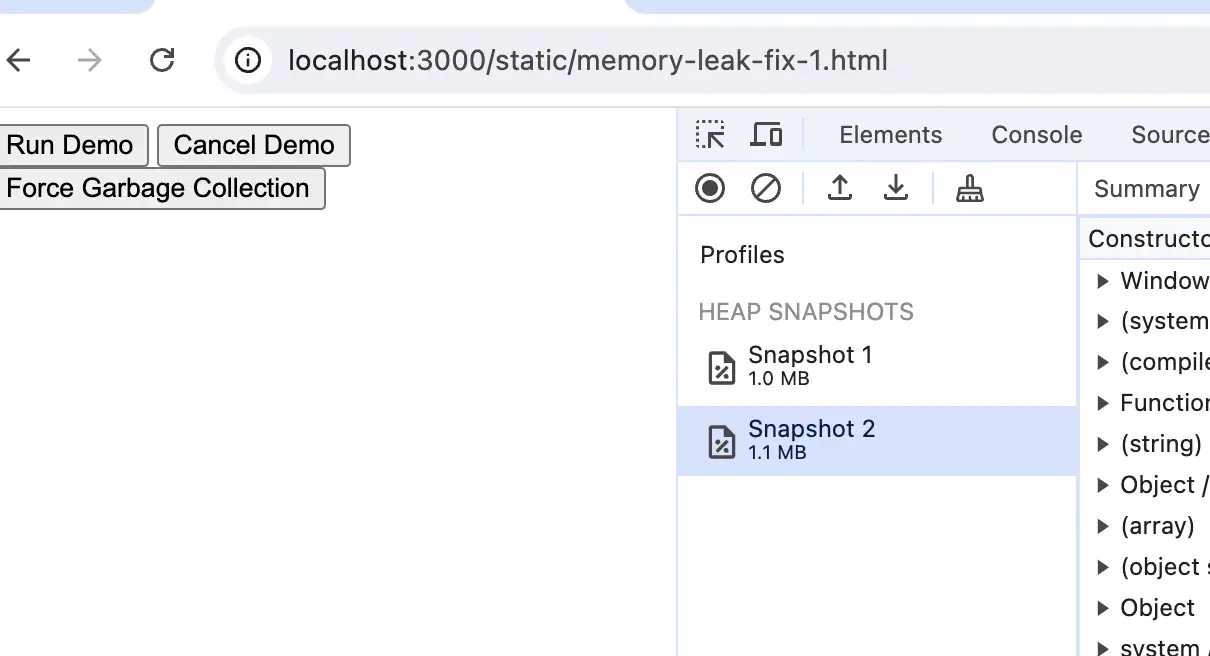 localhost:3000/static/memory-leak-fix-1.html
Run Demo Cancel Demo
Force Garbage Collection
Elements Console Source
Summary
Profiles
HEAP SNAPSHOTS
Snapshot 1
1.0 MB
Snapshot 2
1.1 MB
Constructo
Window
(system
(compile
Function
(string)
Object /
(array)
(object s
Object
system /